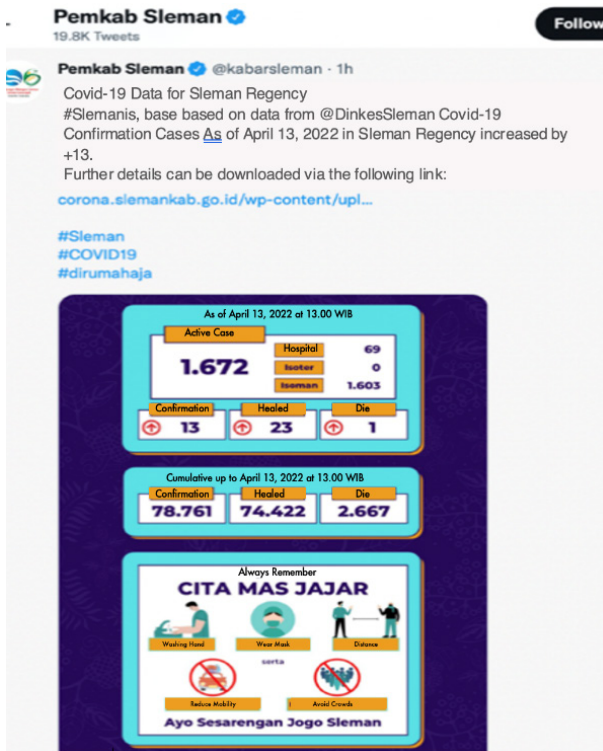 Pemkab Sleman
19.8K Tweets
Follow
Pemkab Sleman @kabarsleman · 1h
Covid-19 Data for Sleman Regency
#Slemanis, base based on data from @DinkesSleman Covid-19
Confirmation Cases As of April 13, 2022 in Sleman Regency increased by
+13.
Further details can be downloaded via the following link:
corona.slemankab.go.id/wp-content/upl...
#Sleman
#COVID19
#dirumahaja
As of April 13, 2022 at 13.00 WIB
Active Case
1.672
Hospital 69
Isoter 0
Isoman 1.603
Confirmation Healed Die
13 23 1
Cumulative up to April 13, 2022 at 13.00 WIB
Confirmation Healed Die
78.761 74.422 2.667
Always Remember
CITA MAS JAJAR
Washing Hand Wear Mask Distance
serta
Reduce Mobility Avoid Crowds
Ayo Sesarengan Jogo Sleman